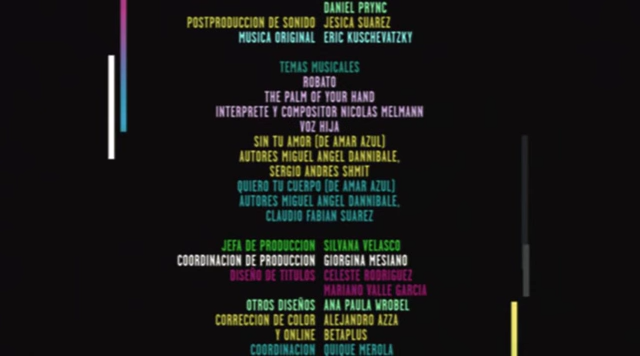 DANIEL PRYNC
POSTPRODUCCION DE SONIDO JESICA SUAREZ
MUSICA ORIGINAL ERIC KUSCHEVATZKY
TEMAS MUSICALES
ROBATO
THE PALM OF YOUR HAND
INTERPRETE Y COMPOSITOR NICOLAS MELMANN
VOZ HIJA
SIN TU AMOR (DE AMAR AZUL)
AUTORES MIGUEL ANGEL DANNIBALE,
SERGIO ANDRES SHMIT
QUIERO TU CUERPO (DE AMAR AZUL)
AUTORES MIGUEL ANGEL DANNIBALE,
CLAUDIO FABIAN SUAREZ
JEFA DE PRODUCCION SILVANA VELASCO
COORDINACION DE PRODUCCION GIORGINA MESIANO
DISEÑO DE TITULOS CELESTE RODRIGUEZ
MARIANO VALLE GARCIA
OTROS DISEÑOS ANA PAULA WROBEL
CORRECCION DE COLOR ALEJANDRO AZZA
Y ONLINE BETAPLUS
COORDINACION QUIQUE MEROLA